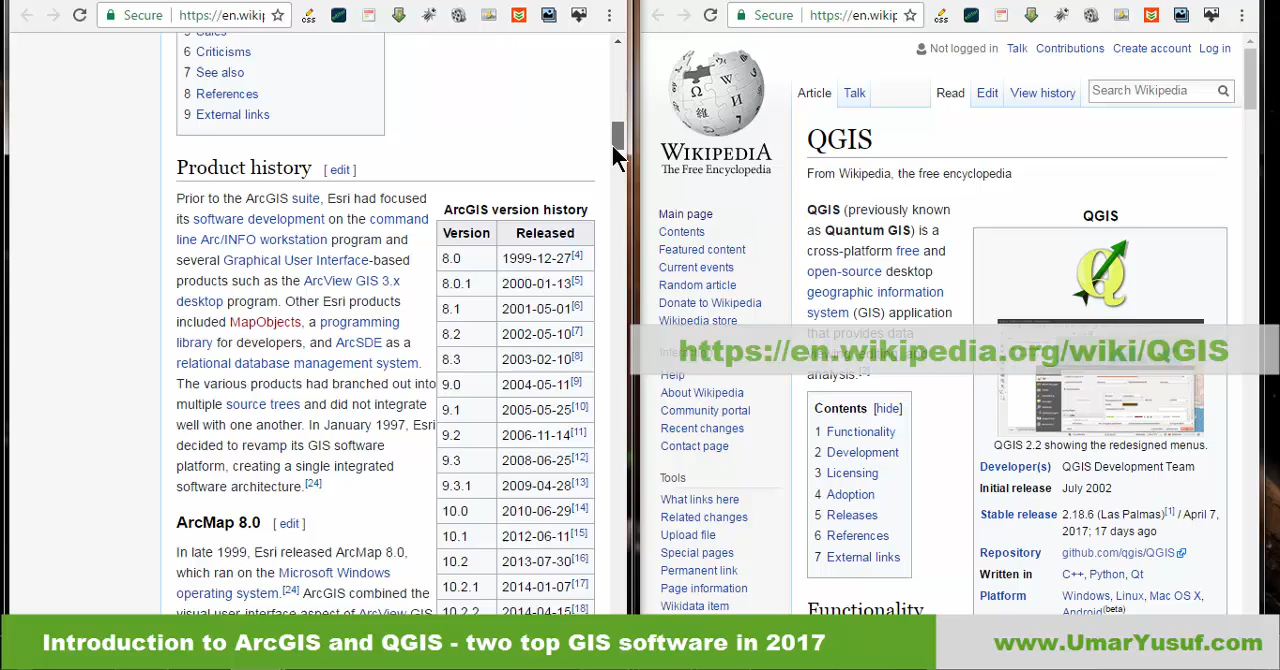 Secure
https://en.wikip
5 Sales
6 Criticisms
7 See also
8 References
9 External links
Product history [ edit ]
Prior to the ArcGIS suite, Esri had focused
its software development on the command
line Arc/INFO workstation program and
several Graphical User Interface-based
products such as the ArcView GIS 3.x
desktop program. Other Esri products
included MapObjects, a programming
library for developers, and ArcSDE as a
relational database management system.
The various products had branched out into
multiple source trees and did not integrate
well with one another. In January 1997, Esri
decided to revamp its GIS software
platform, creating a single integrated
software architecture.[24]
ArcMap 8.0 [ edit ]
In late 1999, Esri released ArcMap 8.0,
which ran on the Microsoft Windows
operating system.[24] ArcGIS combined the
visual user interface aspect of ArcView GIS
ArcGIS version history
Version Released
8.0 1999-12-27[4]
8.0.1 2000-01-13[5]
8.1 2001-05-01[6]
8.2 2002-05-10[7]
8.3 2003-02-10[8]
9.0 2004-05-11[9]
9.1 2005-05-25[10]
9.2 2006-11-14[11]
9.3 2008-06-25[12]
9.3.1 2009-04-28[13]
10.0 2010-06-29[14]
10.1 2012-06-11[15]
10.2 2013-07-30[16]
10.2.1 2014-01-07[17]
10.2.2 2014-04-15[18]
Secure
https://en.wikip
Not logged in Talk Contributions Create account Log in
Article Talk Read Edit View history Search Wikipedia
WIKIPEDIA
The Free Encyclopedia
Main page
Contents
Featured content
Current events
Random article
Donate to Wikipedia
Wikipedia store
Help
About Wikipedia
Community portal
Recent changes
Contact page
Tools
What links here
Related changes
Upload file
Special pages
Permanent link
Page information
Wikidata item
QGIS
From Wikipedia, the free encyclopedia
QGIS (previously known
as Quantum GIS) is a
cross-platform free and
open-source desktop
geographic information
system (GIS) application
that provides data
analysis.[2]
https://en.wikipedia.org/wiki/QGIS
Contents [hide]
1 Functionality
2 Development
3 Licensing
4 Adoption
5 Releases
6 References
7 External links
Functionality
QGIS
QGIS 2.2 showing the redesigned menus.
Developer(s) QGIS Development Team
Initial release July 2002
Stable release 2.18.6 (Las Palmas)[1] / April 7,
2017; 17 days ago
Repository github.com/qgis/QGIS
Written in C++, Python, Qt
Platform Windows, Linux, Mac OS X,
Android(beta)
Introduction to ArcGIS and QGIS - two top GIS software in 2017
www.UmarYusuf.com